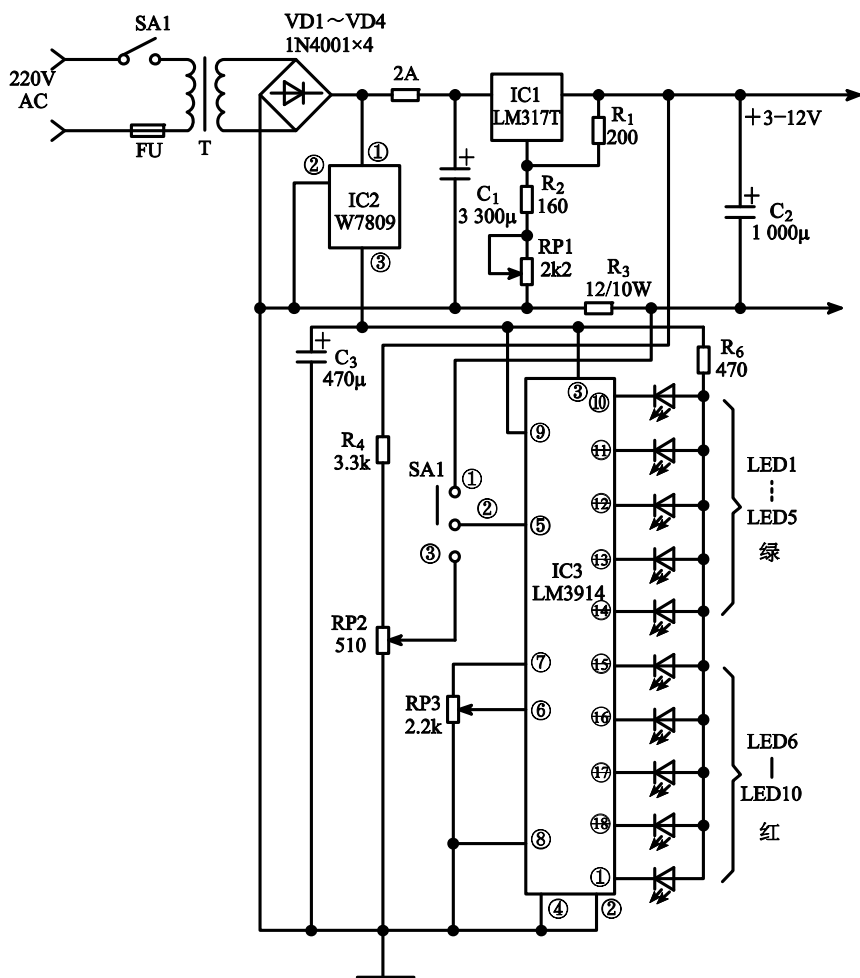 SA1
VD1～VD4
1N4001×4
220V
AC
FU
T
2A
IC1
LM317T
R₁
200
+3-12V
②
①
IC2
W7809
③
+
C₁
3 300μ
R₂
160
RP1
2k2
+
C₂
1 000μ
R₃
12/10W
+
C₃
470μ
R₆
470
R₄
3.3k
SA1
①
②
③
RP2
510
RP3
2.2k
③
⑨
⑤
IC3
LM3914
⑦
⑥
⑧
④
②
⑩
⑪
⑫
⑬
⑭
⑮
⑯
⑰
⑱
①
LED1
LED5
绿
LED6
LED10
红